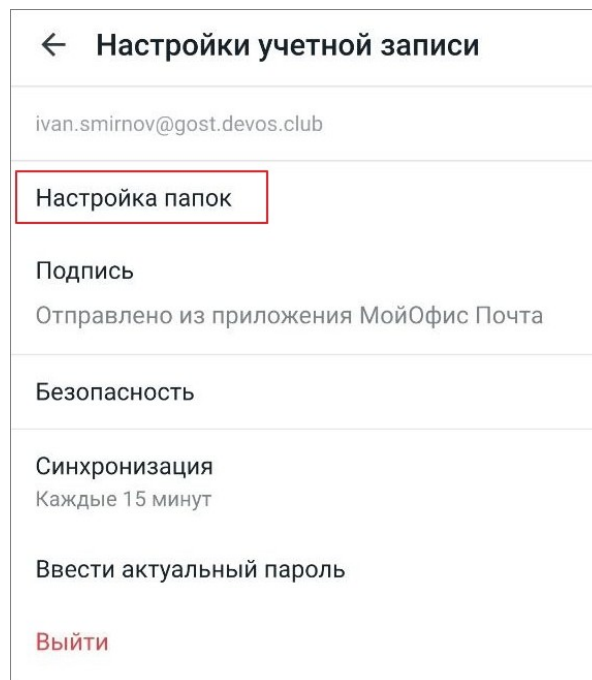 Настройки учетной записи
ivan.smirnov@gost.devos.club
Настройка папок
Подпись
Отправлено из приложения МойОфис Почта
Безопасность
Синхронизация
Каждые 15 минут
Ввести актуальный пароль
Выйти